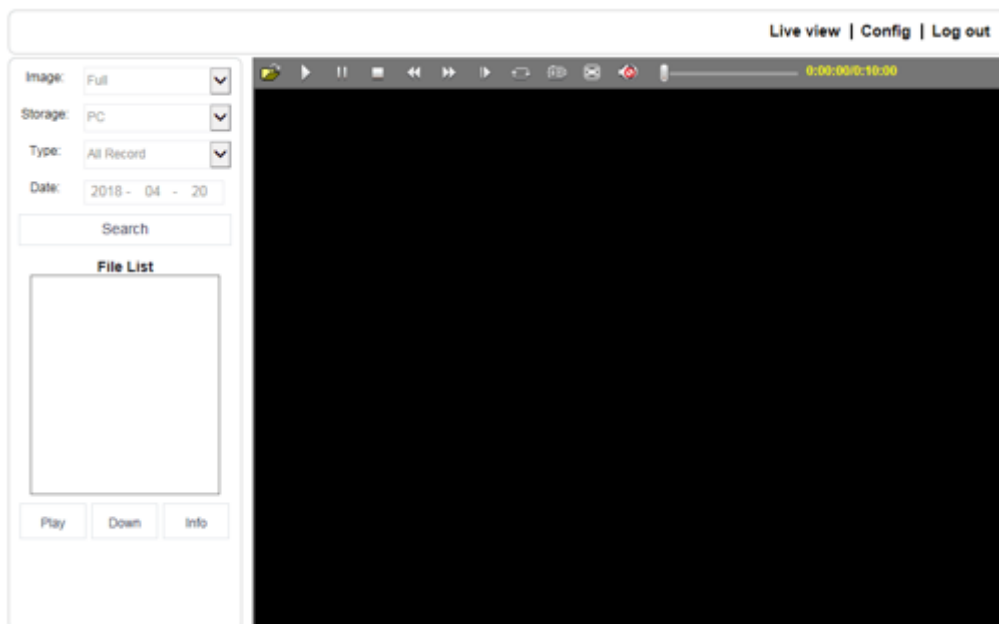 Live view | Config | Log out
Image: Full
Storage: PC
Type: All Record
Date: 2018 - 04 - 20
Search
File List
Play Down Info
0:00:00/0:10:00